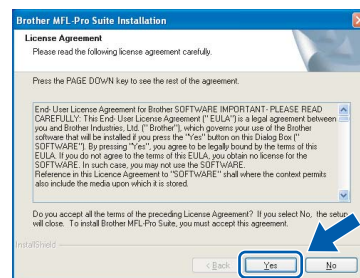 Brother MFL-Pro Suite Installation
License Agreement
Please read the following license agreement carefully.
Press the PAGE DOWN key to see the rest of the agreement.
End- User License Agreement for Brother SOFTWARE IMPORTANT- PLEASE READ
CAREFULLY: This End- User License Agreement (" EULA") is a legal agreement between
you and Brother Industries, Ltd. (" Brother"), which governs your use of the Brother
software that will be installed if you press the "Yes" button on this Dialog Box ("
SOFTWARE"). By pressing "Yes", you agree to be legally bound by the terms of this
EULA. If you do not agree to the terms of this EULA, you obtain no license for the
SOFTWARE. In such case, you may not use the SOFTWARE.
Reference in this Licence Agreement to "SOFTWARE" shall where the context permits
also include the media upon which it is stored.
Do you accept all the terms of the preceding License Agreement? If you select No, the setup
will close. To install Brother MFL-Pro Suite, you must accept this agreement.
InstallShield
< Back Yes No